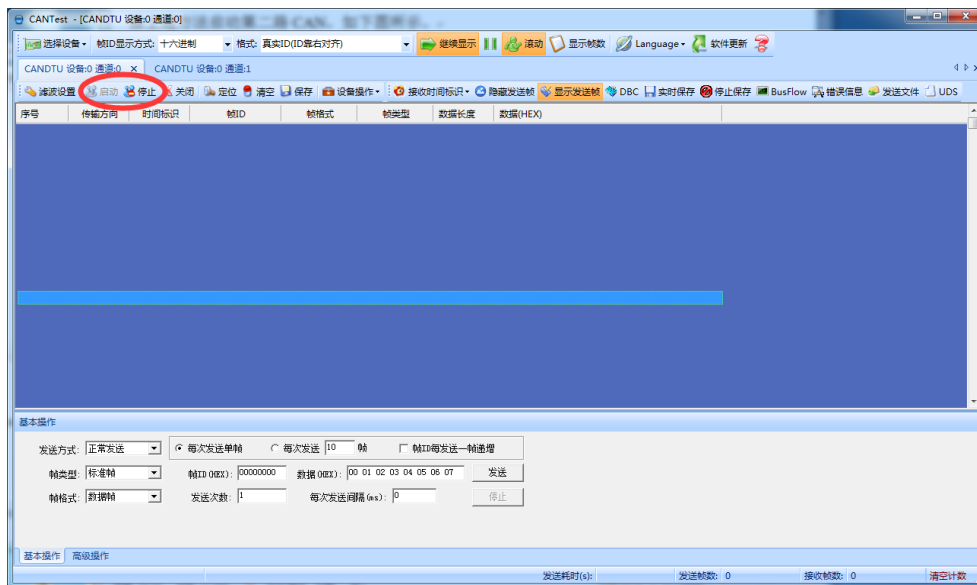 CANTest - [CANDTU 设备:0 通道:0]
选择设备 帧ID显示方式: 十六进制 格式: 真实ID(ID靠右对齐) 继续显示 滚动 显示帧数 Language 软件更新
CANDTU 设备:0 通道:0 × CANDTU 设备:0 通道:1
滤波设置 启动 停止 关闭 定位 清空 保存 设备操作 接收时间标识 隐藏发送帧 显示发送帧 DBC 实时保存 停止保存 BusFlow 错误信息 发送文件 UDS
序号 传输方向 时间标识 帧ID 帧格式 帧类型 数据长度 数据(HEX)
基本操作
发送方式: 正常发送 每次发送单帧 每次发送 10 帧 帧ID每发送一帧递增
帧类型: 标准帧 帧ID(HEX): 00000000 数据(HEX): 00 01 02 03 04 05 06 07 发送
帧格式: 数据帧 发送次数: 1 每次发送间隔(ms): 0 停止
基本操作 高级操作
发送耗时(s): 发送帧数: 0 接收帧数: 0 清空计数